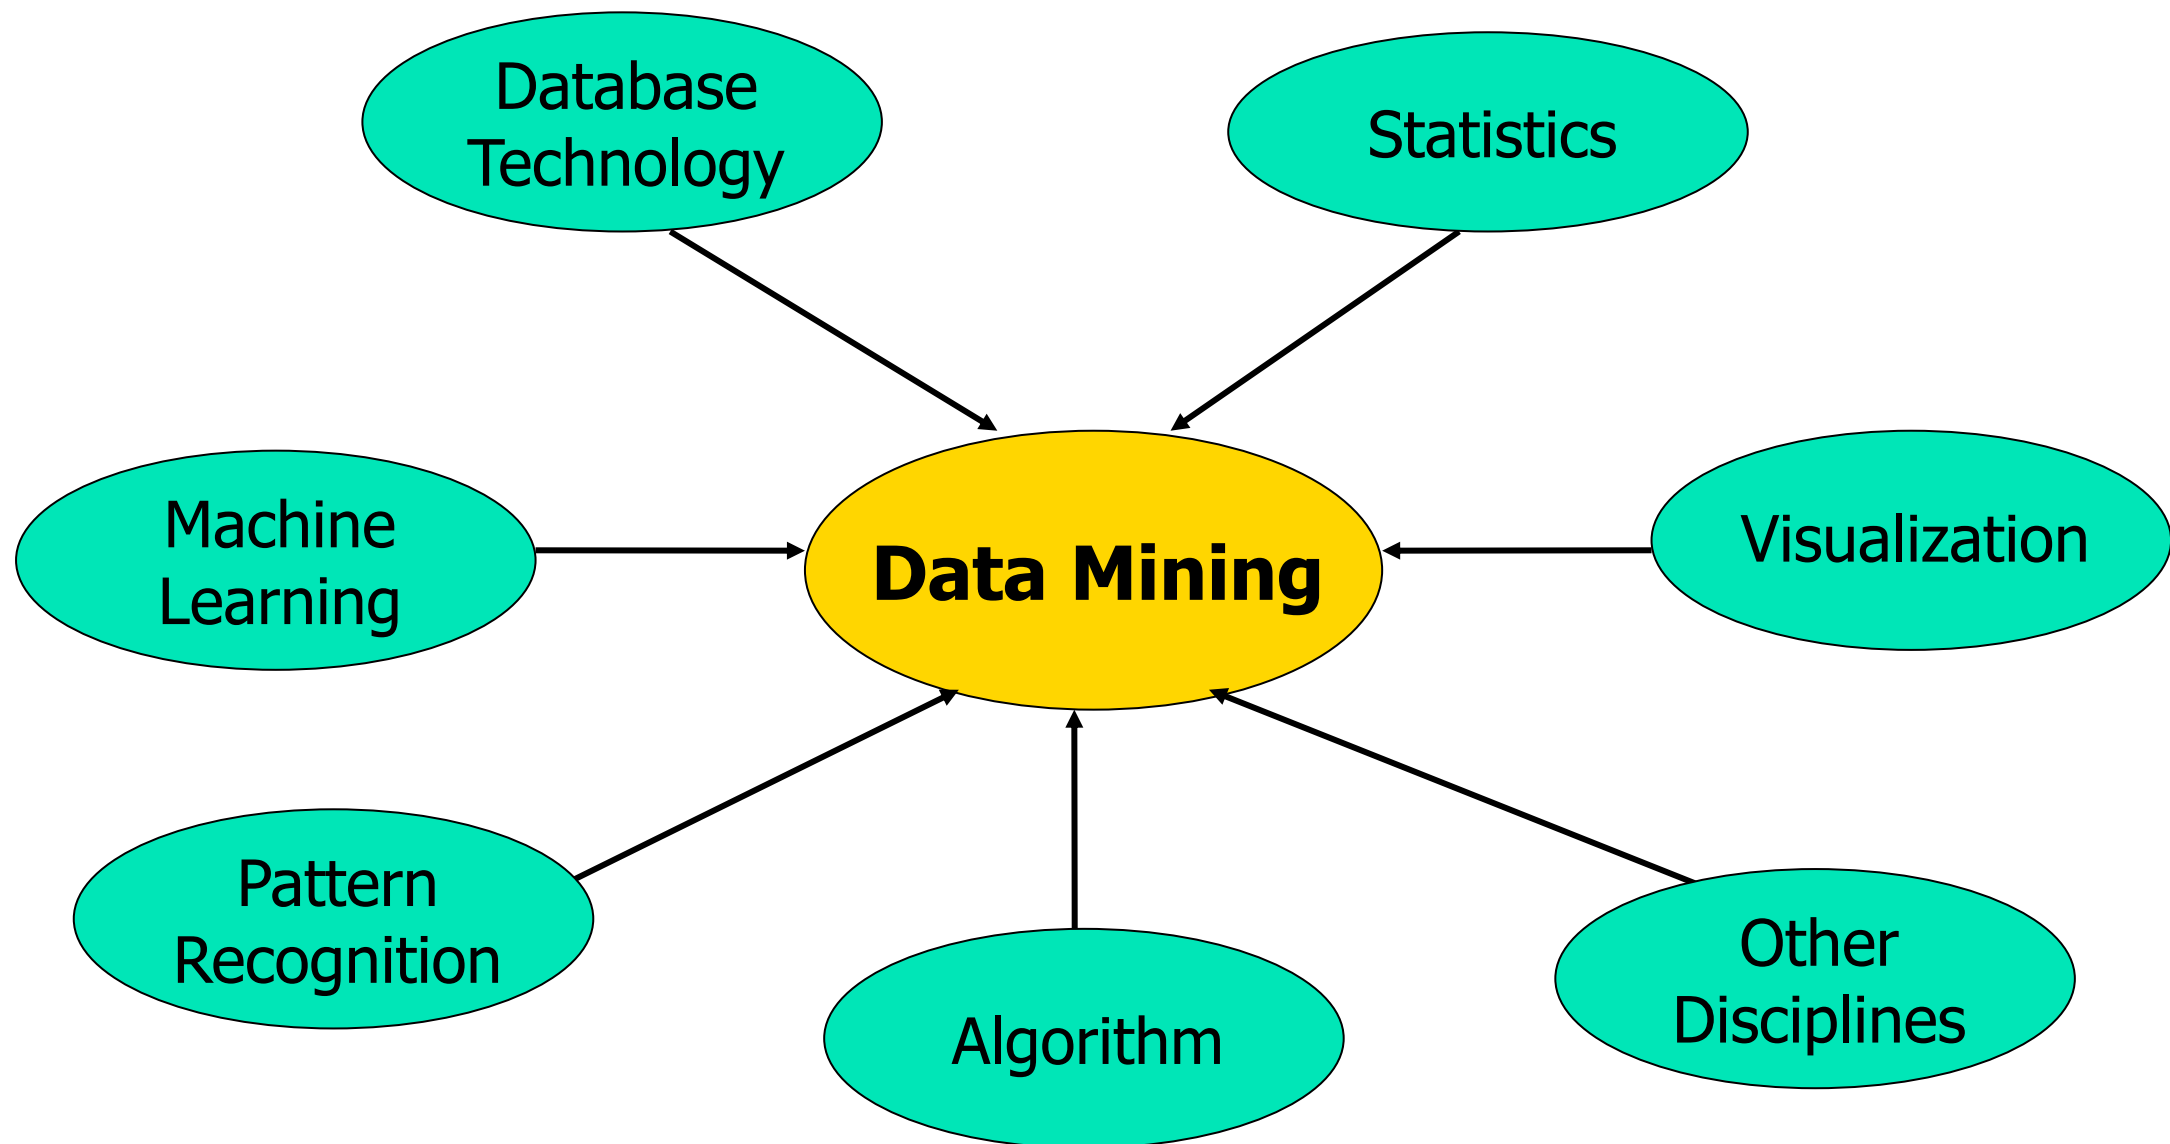 Database
Technology
Statistics
Machine
Learning
Data Mining
Visualization
Pattern
Recognition
Algorithm
Other
Disciplines